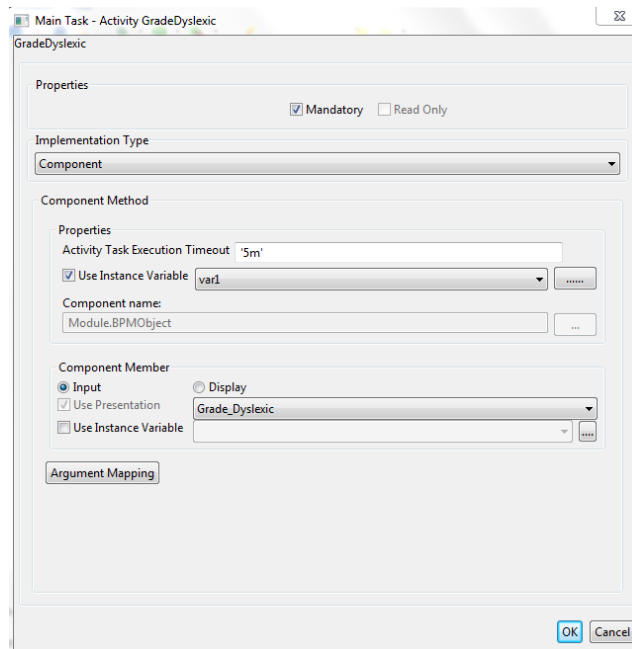 Main Task - Activity GradeDyslexic
GradeDyslexic
Properties
Mandatory Read Only
Implementation Type
Component
Component Method
Properties
Activity Task Execution Timeout '5m'
Use Instance Variable var1 ......
Component name:
Module.BPMObject ...
Component Member
Input Display
Use Presentation Grade_Dyslexic
Use Instance Variable ....
Argument Mapping
OK Cancel